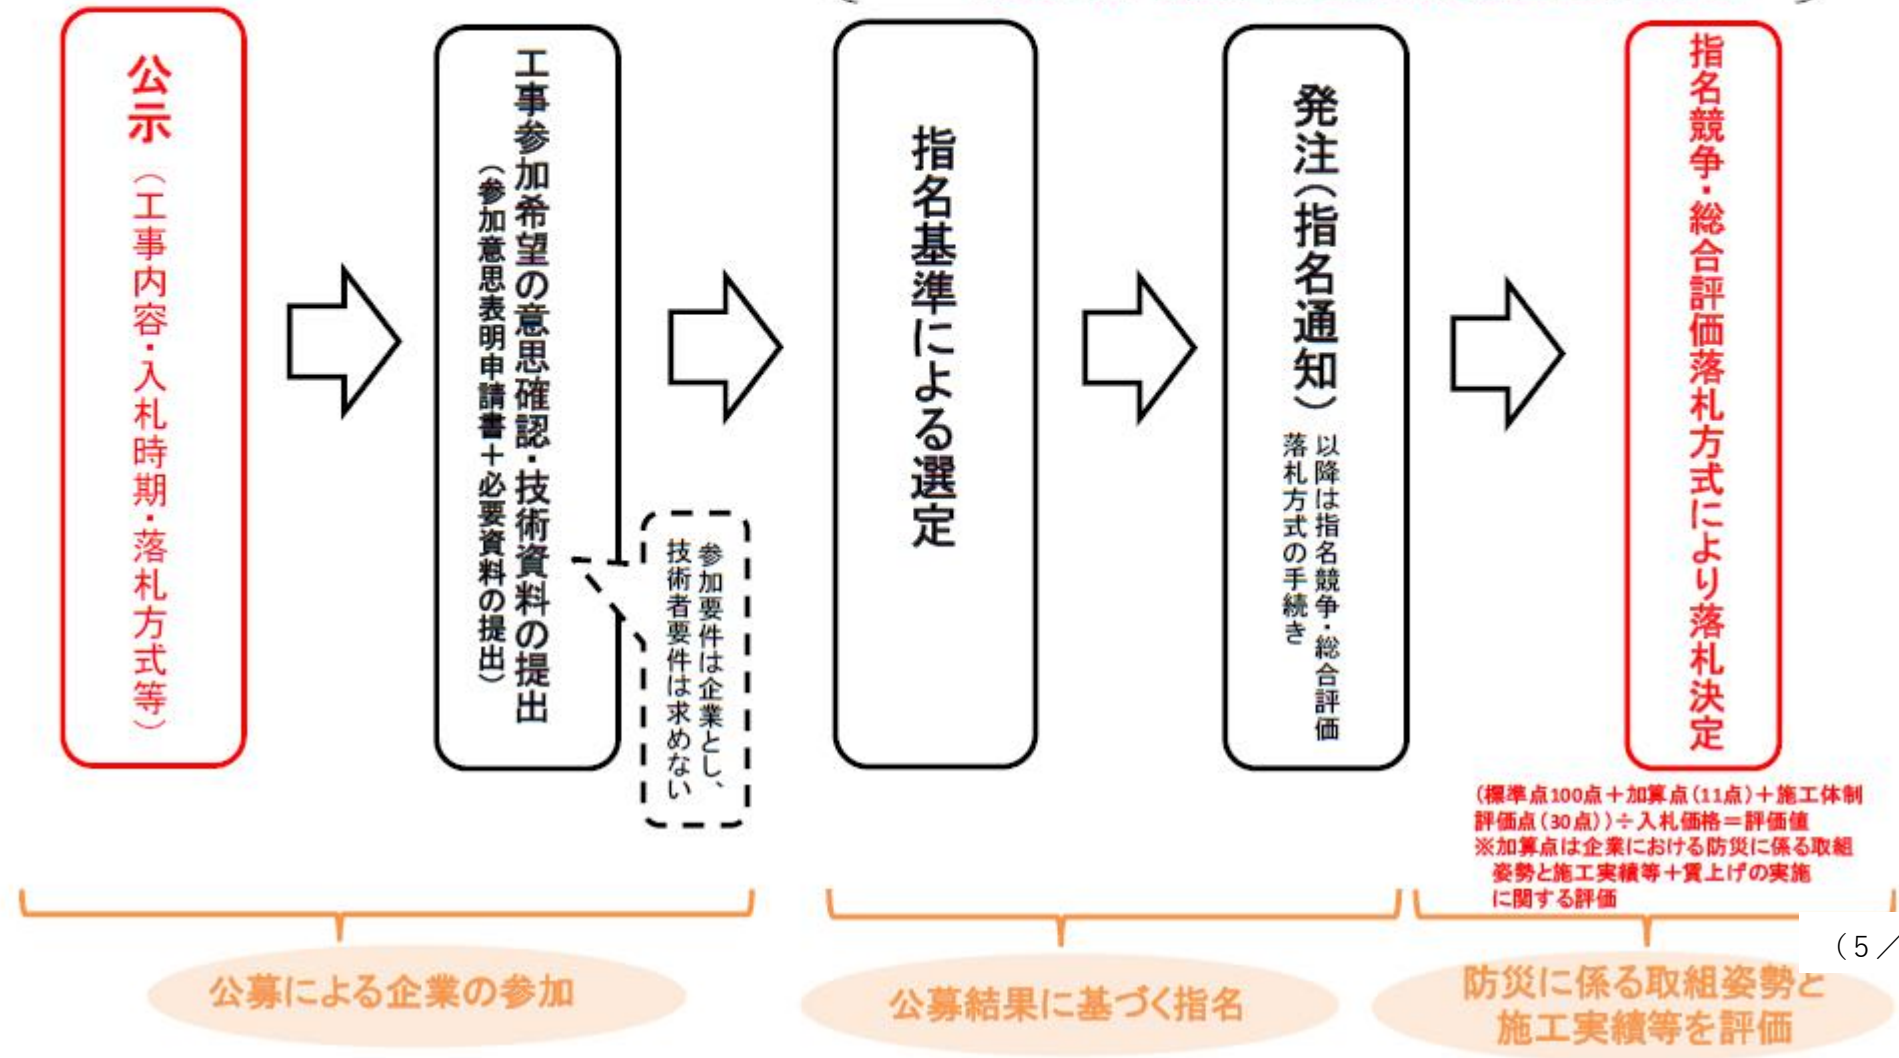 公示（工事内容・入札時期・落札方式等）
工事参加希望の意思確認・技術資料の提出
（参加意思表明申請書＋必要資料の提出）
参加要件は企業とし、
技術者要件は求めない
指名基準による選定
発注（指名通知）
以降は指名競争・総合評価
落札方式の手続き
指名競争・総合評価落札方式により落札決定
（標準点100点＋加算点（11点）＋施工体制
評価点（30点））÷入札価格＝評価値
※加算点は企業における防災に係る取組
姿勢と施工実績等＋賃上げの実施
に関する評価
公募による企業の参加
公募結果に基づく指名
防災に係る取組姿勢と
施工実績等を評価
（5／